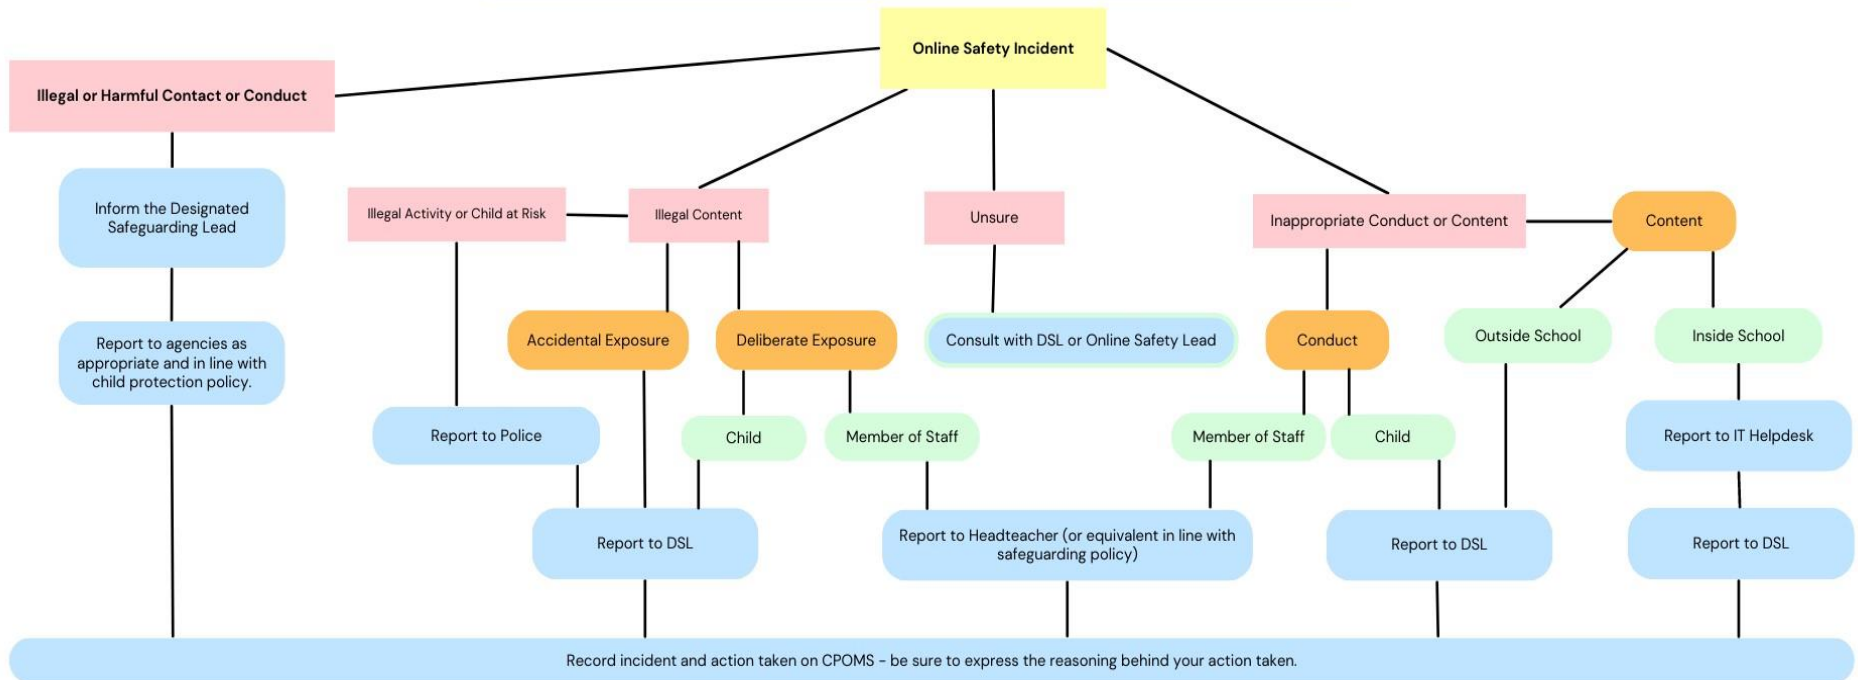 Online Safety Incident
Illegal or Harmful Contact or Conduct
Inform the Designated
Safeguarding Lead
Report to agencies as
appropriate and in line with
child protection policy.
Illegal Activity or Child at Risk
Illegal Content
Unsure
Inappropriate Conduct or Content
Content
Accidental Exposure
Deliberate Exposure
Consult with DSL or Online Safety Lead
Conduct
Outside School
Inside School
Report to Police
Child
Member of Staff
Member of Staff
Child
Report to IT Helpdesk
Report to DSL
Report to Headteacher (or equivalent in line with
safeguarding policy)
Report to DSL
Report to DSL
Record incident and action taken on CPOMS - be sure to express the reasoning behind your action taken.